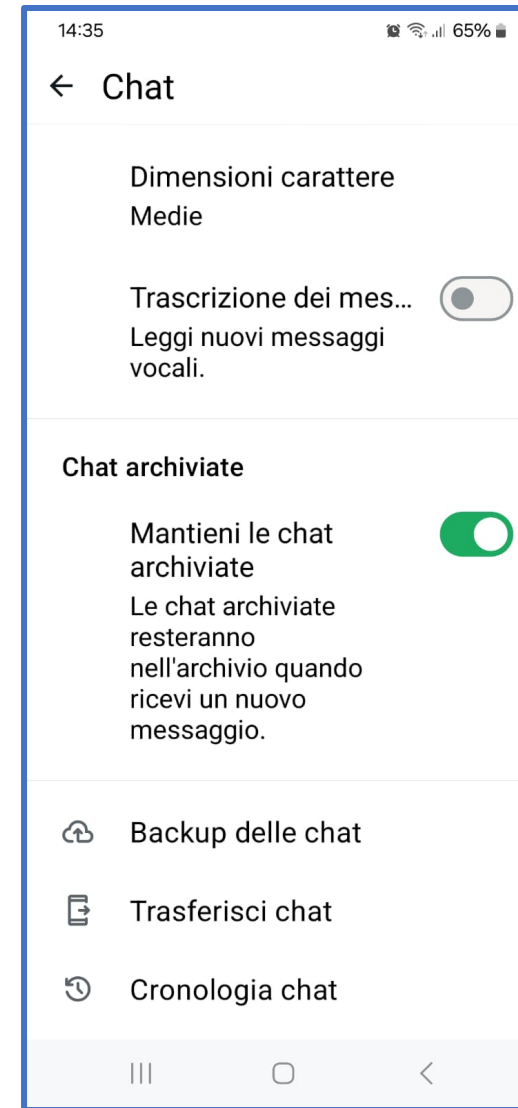 14:35
65%
Chat
Dimensioni carattere
Medie
Trascrizione dei mes...
Leggi nuovi messaggi
vocali.
Chat archiviate
Mantieni le chat
archiviate
Le chat archiviate
resteranno
nell'archivio quando
ricevi un nuovo
messaggio.
Backup delle chat
Trasferisci chat
Cronologia chat